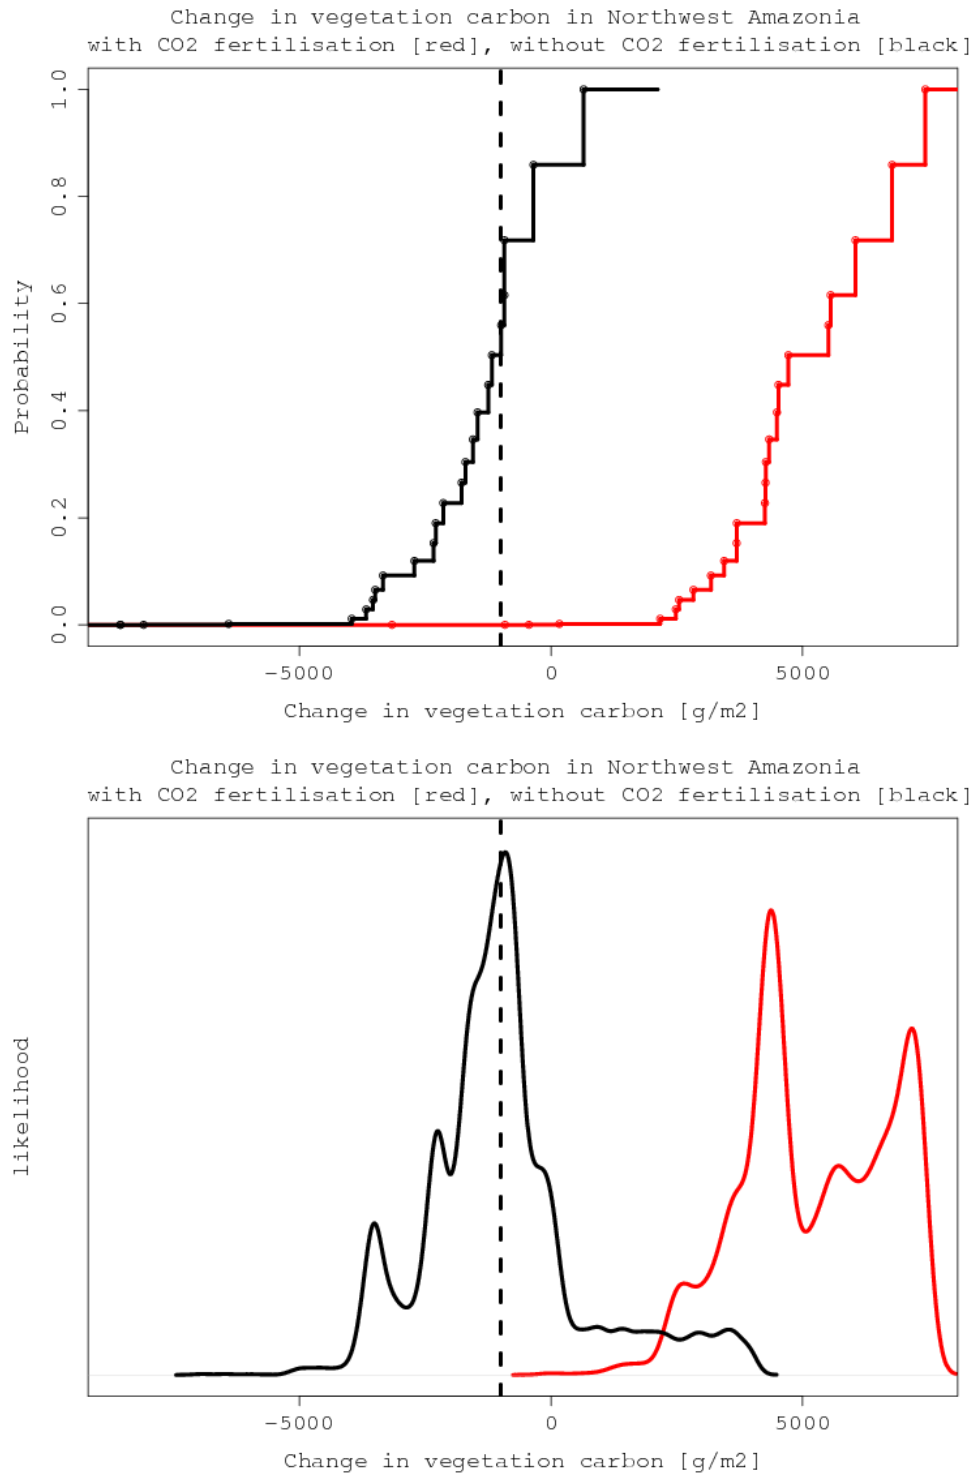 Change in vegetation carbon in Northwest Amazonia
with CO2 fertilisation [red], without CO2 fertilisation [black]
1.0
0.8
0.6
0.4
0.2
0.0
Probability
−5000 0 5000
Change in vegetation carbon [g/m2]
Change in vegetation carbon in Northwest Amazonia
with CO2 fertilisation [red], without CO2 fertilisation [black]
likelihood
−5000 0 5000
Change in vegetation carbon [g/m2]